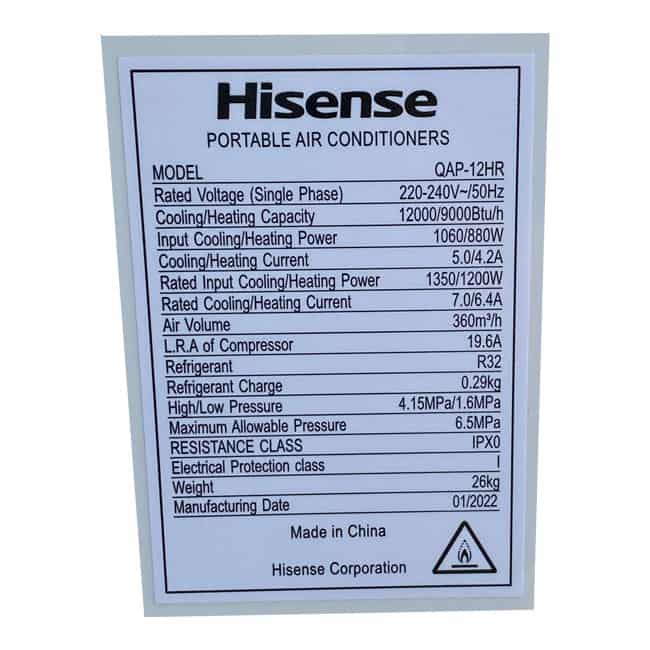 Hisense
PORTABLE AIR CONDITIONERS
MODEL QAP-12HR
Rated Voltage (Single Phase) 220-240V~/50Hz
Cooling/Heating Capacity 12000/9000Btu/h
Input Cooling/Heating Power 1060/880W
Cooling/Heating Current 5.0/4.2A
Rated Input Cooling/Heating Power 1350/1200W
Rated Cooling/Heating Current 7.0/6.4A
Air Volume 360m³/h
L.R.A of Compressor 19.6A
Refrigerant R32
Refrigerant Charge 0.29kg
High/Low Pressure 4.15MPa/1.6MPa
Maximum Allowable Pressure 6.5MPa
RESISTANCE CLASS IPX0
Electrical Protection class I
Weight 26kg
Manufacturing Date 01/2022
Made in China
Hisense Corporation